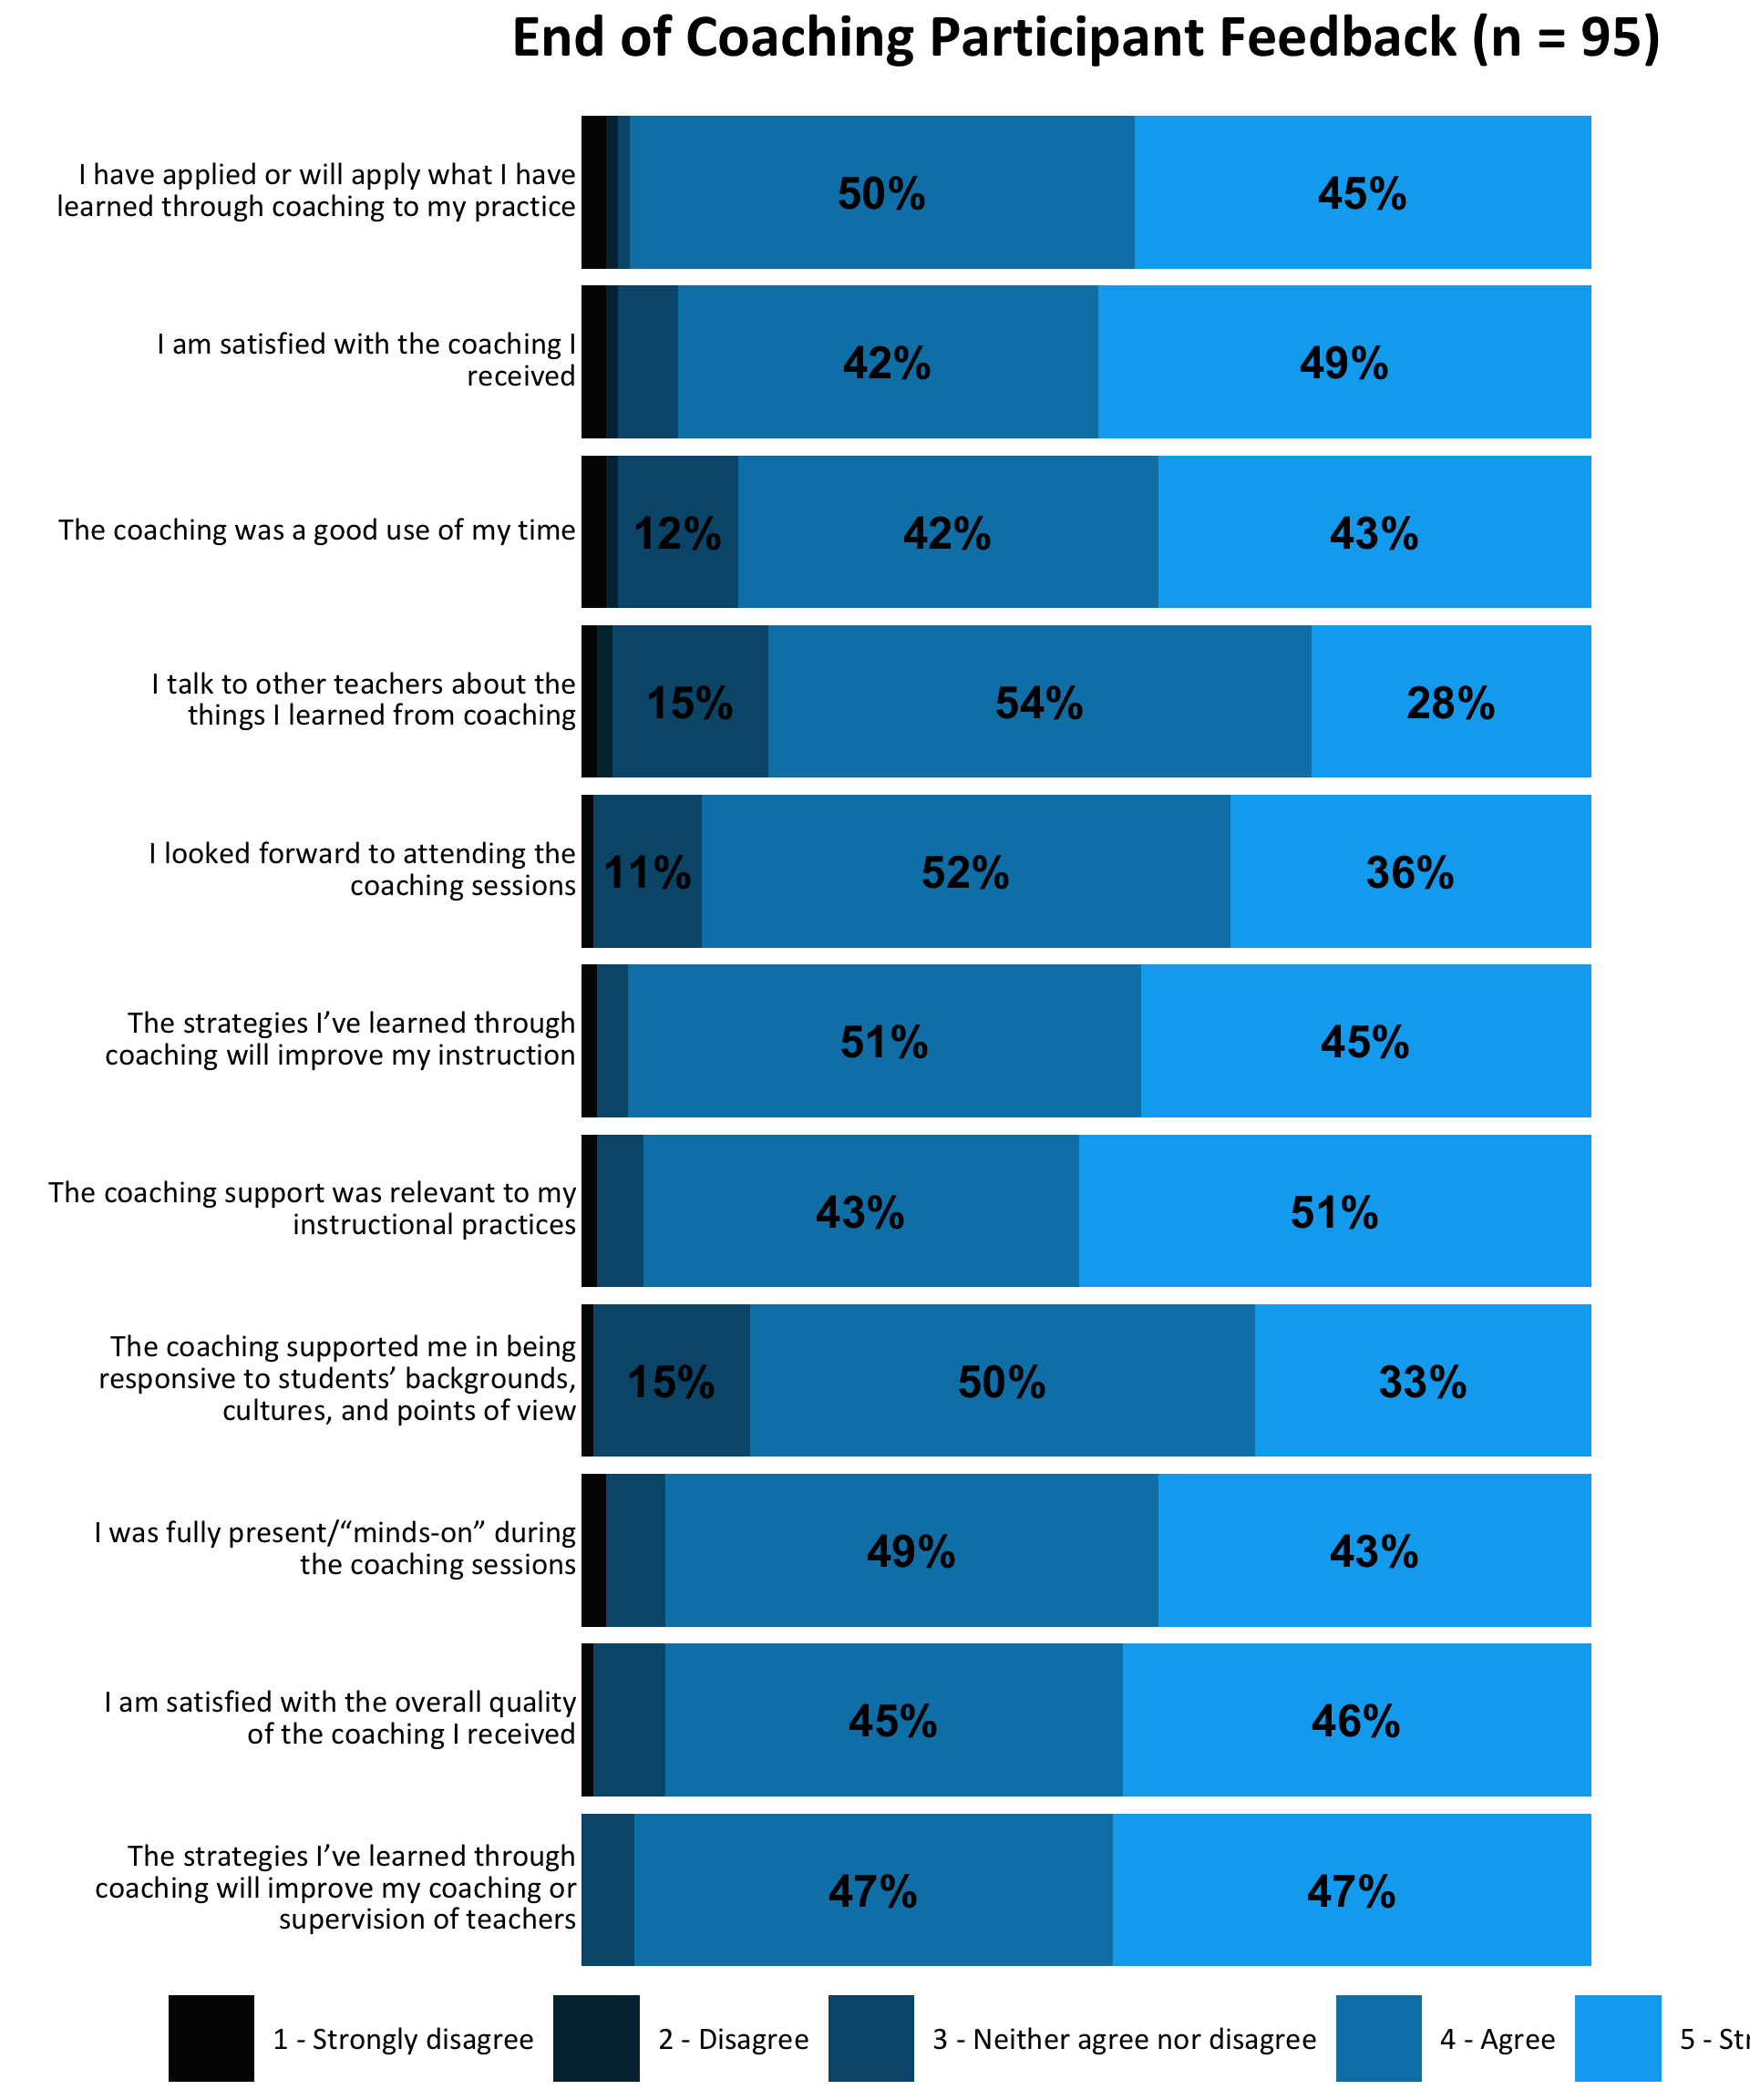 End of Coaching Participant Feedback (n = 95)
I have applied or will apply what I have
learned through coaching to my practice
50%
45%
I am satisfied with the coaching I
received
42%
49%
The coaching was a good use of my time
12%
42%
43%
I talk to other teachers about the
things I learned from coaching
15%
54%
28%
I looked forward to attending the
coaching sessions
11%
52%
36%
The strategies I’ve learned through
coaching will improve my instruction
51%
45%
The coaching support was relevant to my
instructional practices
43%
51%
The coaching supported me in being
responsive to students’ backgrounds,
cultures, and points of view
15%
50%
33%
I was fully present/“minds-on” during
the coaching sessions
49%
43%
I am satisfied with the overall quality
of the coaching I received
45%
46%
The strategies I’ve learned through
coaching will improve my coaching or
supervision of teachers
47%
47%
1 - Strongly disagree
2 - Disagree
3 - Neither agree nor disagree
4 - Agree
5 -